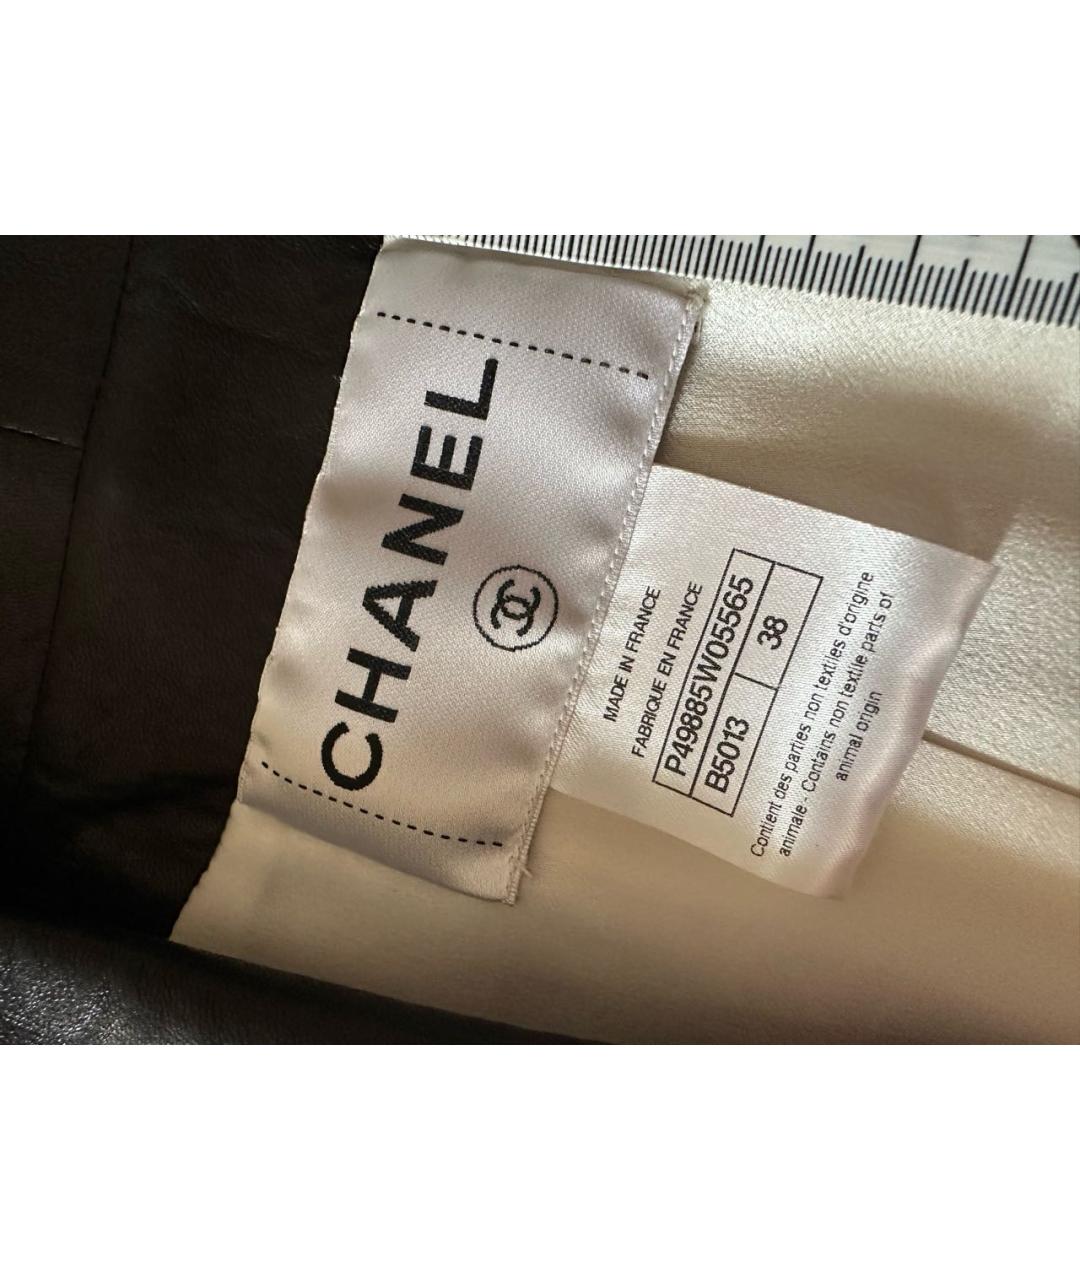 CHANEL
MADE IN FRANCE
FABRIQUE EN FRANCE
P49885W05565
B5013 38
Contient des parties non textiles d'origine
animale - Contains non textile parts of
animal origin